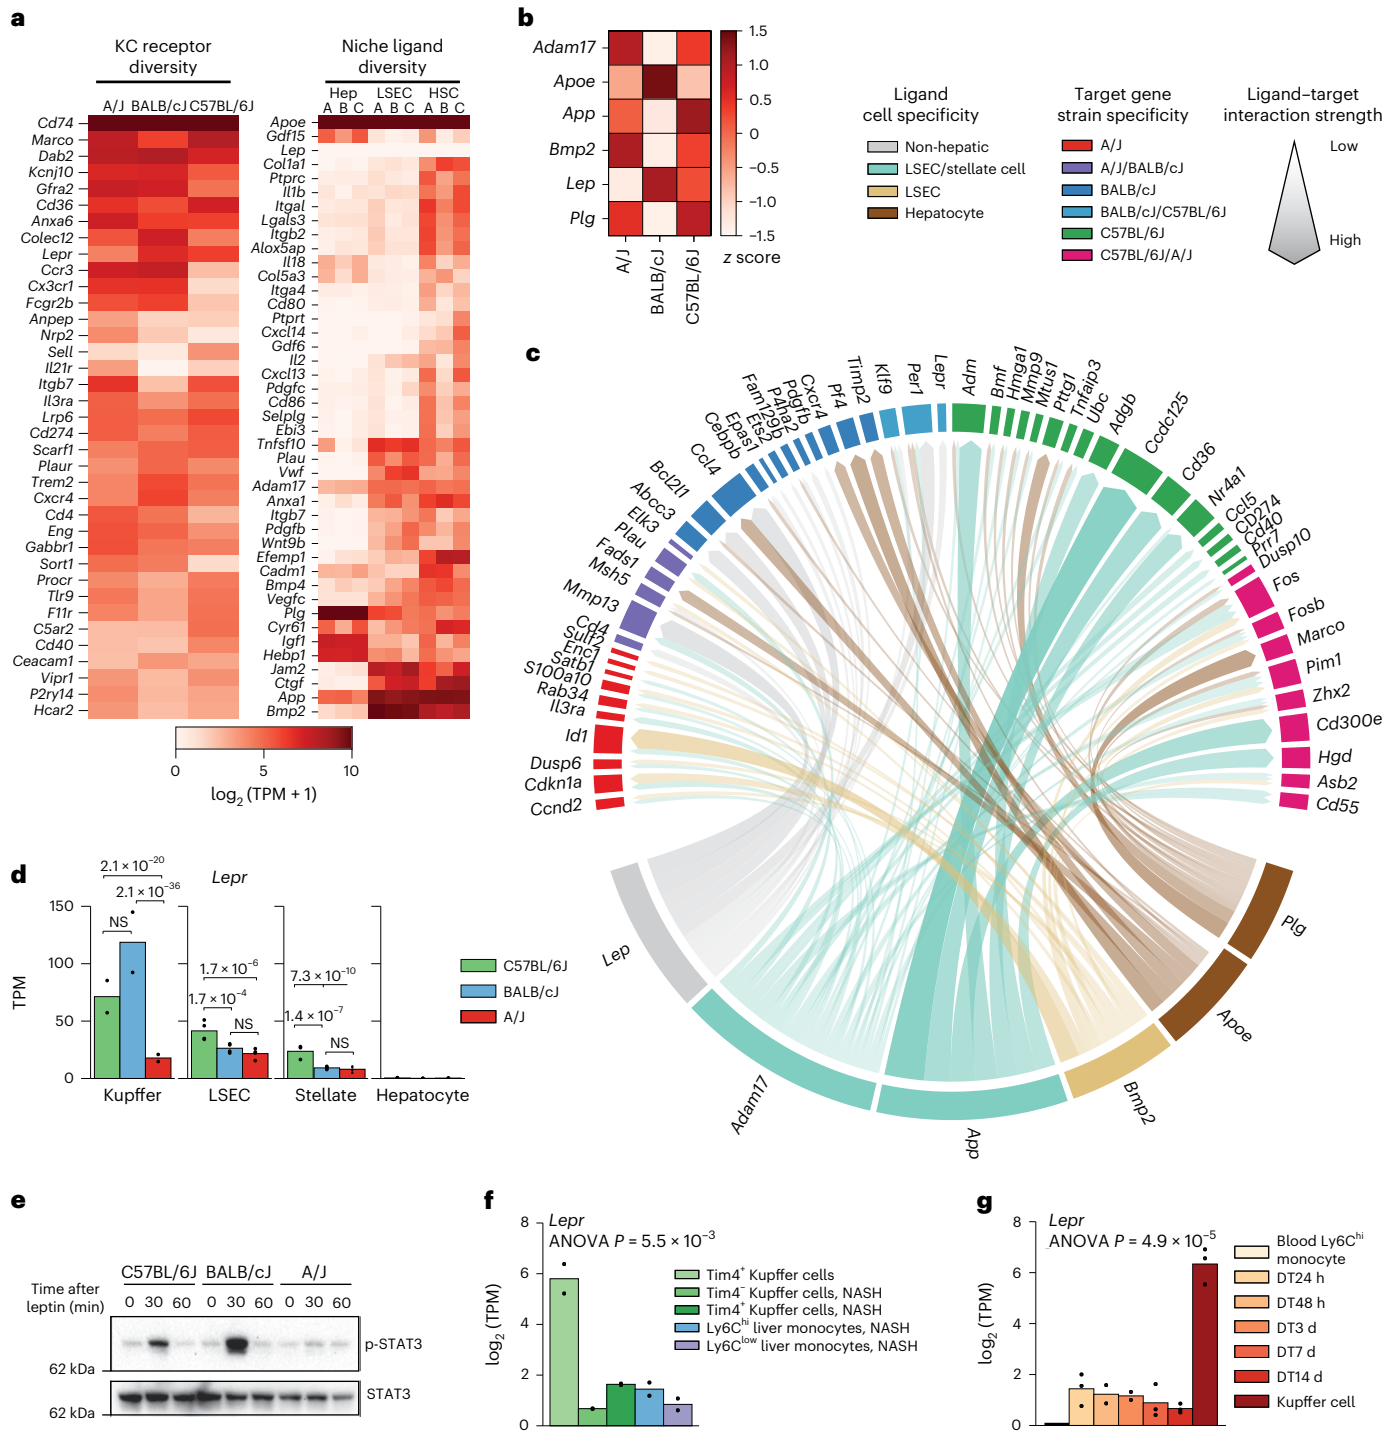 a
KC receptor
diversity
Niche ligand
diversity
Hep LSEC HSC
A/J BALB/cJ C57BL/6J
A B C A B C A B C
Cd74
Marco
Dab2
Kcnj10
Gfra2
Cd36
Anxa6
Colec12
Lepr
Ccr3
Cx3cr1
Fcgr2b
Anpep
Nrp2
Sell
Il21r
Itgb7
Il3ra
Lrp6
Cd274
Scarf1
Plaur
Trem2
Cxcr4
Cd4
Eng
Gabbr1
Sort1
Procr
Tlr9
F11r
C5ar2
Cd40
Ceacam1
Vipr1
P2ry14
Hcar2
Apoe
Gdf15
Lep
Col1a1
Ptprc
Il1b
Itgal
Lgals3
Itgb2
Alox5ap
Il18
Col5a3
Itga4
Cd80
Ptprt
Cxcl14
Gdf6
Il2
Cxcl13
Pdgfc
Cd86
Selplg
Ebi3
Tnfsf10
Plau
Vwf
Adam17
Anxa1
Itgb7
Pdgfb
Wnt9b
Efemp1
Cadm1
Bmp4
Vegfc
Plg
Cyr61
Igf1
Hebp1
Jam2
Ctgf
App
Bmp2
0 5 10
log2 (TPM + 1)
b
Adam17
Apoe
App
Bmp2
Lep
Plg
A/J
BALB/cJ
C57BL/6J
1.5
1.0
0.5
0
−0.5
−1.0
−1.5
z score
Ligand
cell specificity
Non-hepatic
LSEC/stellate cell
LSEC
Hepatocyte
Target gene
strain specificity
A/J
A/J/BALB/cJ
BALB/cJ
BALB/cJ/C57BL/6J
C57BL/6J
C57BL/6J/A/J
Ligand–target
interaction strength
Low
High
c
Ccnd2
Cdkn1a
Dusp6
Id1
Il3ra
Rab34
S100a10
Satb1
Enc1
Sulf2
Cd4
Mmp13
Msh5
Fads1
Plau
Elk3
Abcc3
Bcl2l1
Ccl4
Cebpb
Epas1
Ets2
Fam129b
P4ha2
Pdgfb
Cxcr4
Pf4
Timp2
Klf9
Per1
Lepr
Adm
Bmf
Hmga1
Mmp9
Mtus1
Pttg1
Tnfaip3
Ubc
Adgb
Ccdc125
Cd36
Nr4a1
Ccl5
CD274
Cd40
Prr7
Dusp10
Fos
Fosb
Marco
Pim1
Zhx2
Cd300e
Hgd
Asb2
Cd55
Plg
Apoe
Bmp2
App
Adam17
Lep
d
Lepr
TPM
150
100
50
0
2.1 × 10−20
2.1 × 10−36
NS
1.7 × 10−6
1.7 × 10−4
NS
7.3 × 10−10
1.4 × 10−7
NS
Kupffer LSEC Stellate Hepatocyte
C57BL/6J
BALB/cJ
A/J
e
C57BL/6J BALB/cJ A/J
Time after
leptin (min)
0 30 60 0 30 60 0 30 60
p-STAT3
62 kDa
STAT3
62 kDa
f
Lepr
ANOVA P = 5.5 × 10−3
log2 (TPM)
8
6
4
2
0
Tim4+ Kupffer cells
Tim4− Kupffer cells, NASH
Tim4+ Kupffer cells, NASH
Ly6Chi liver monocytes, NASH
Ly6Clow liver monocytes, NASH
g
Lepr
ANOVA P = 4.9 × 10−5
log2 (TPM)
8
6
4
2
0
Blood Ly6Chi
monocyte
DT24 h
DT48 h
DT3 d
DT7 d
DT14 d
Kupffer cell